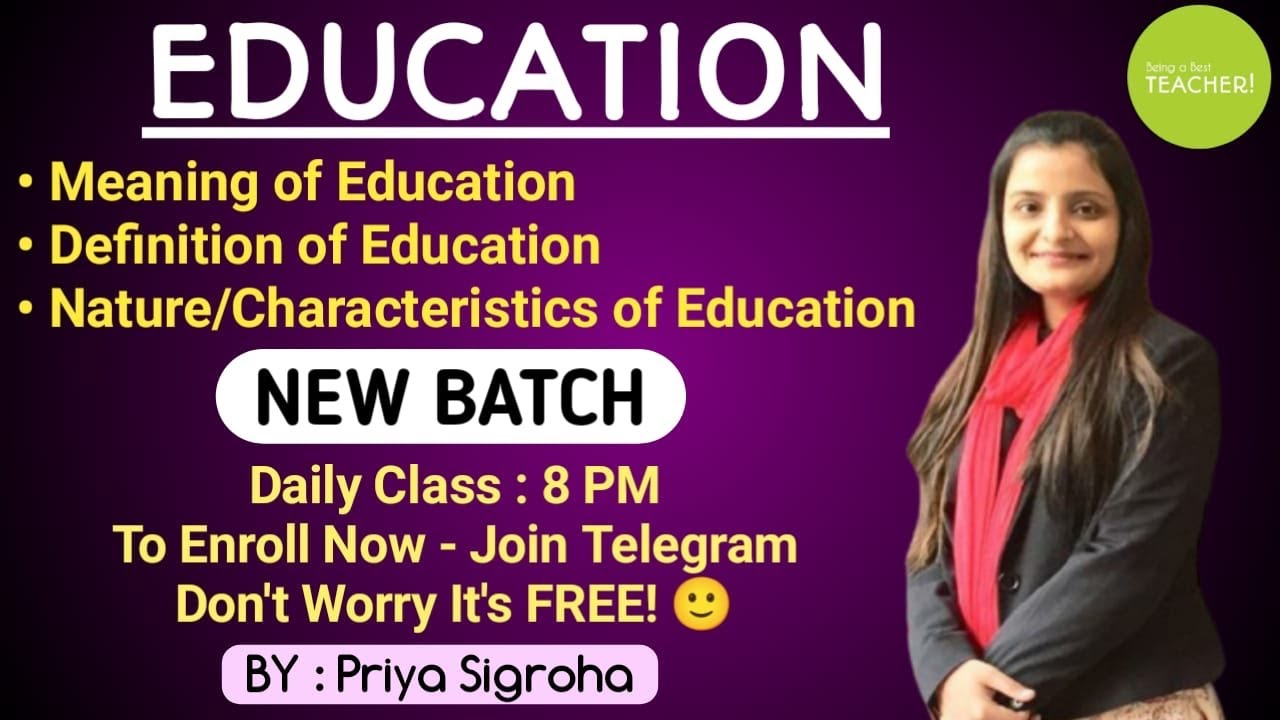 EDUCATION
Being a Best
TEACHER!
• Meaning of Education
• Definition of Education
• Nature/Characteristics of Education
NEW BATCH
Daily Class : 8 PM
To Enroll Now - Join Telegram
Don't Worry It's FREE! 🙂
BY : Priya Sigroha